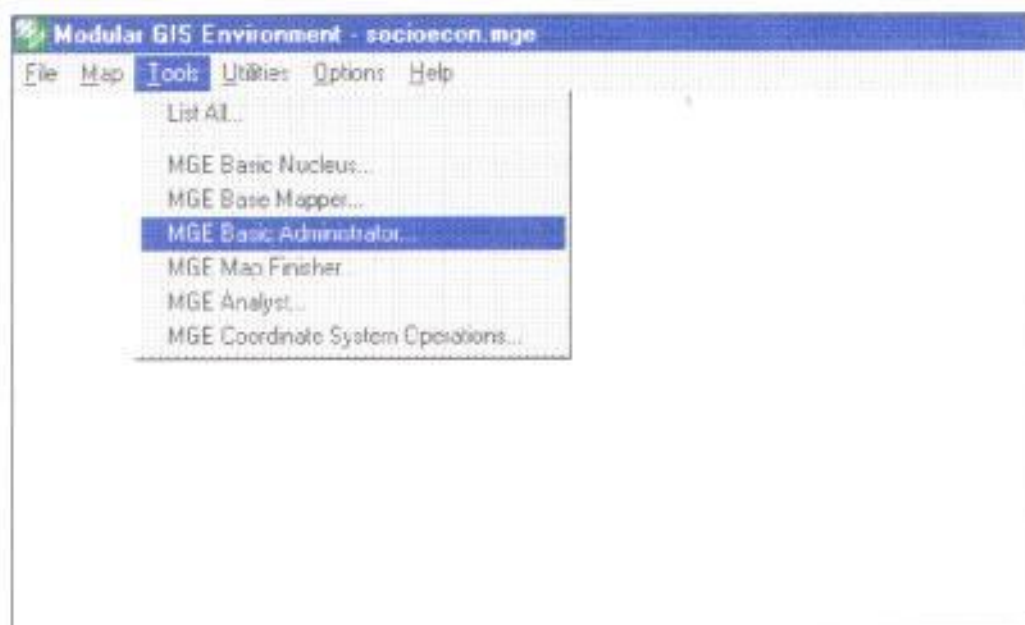 Modular GIS Environment - socioecon.mge
File Map Tools Utilities Options Help
List All...
MGE Basic Nucleus...
MGE Base Mapper...
MGE Basic Administrator...
MGE Map Finisher...
MGE Analyst...
MGE Coordinate System Operations...